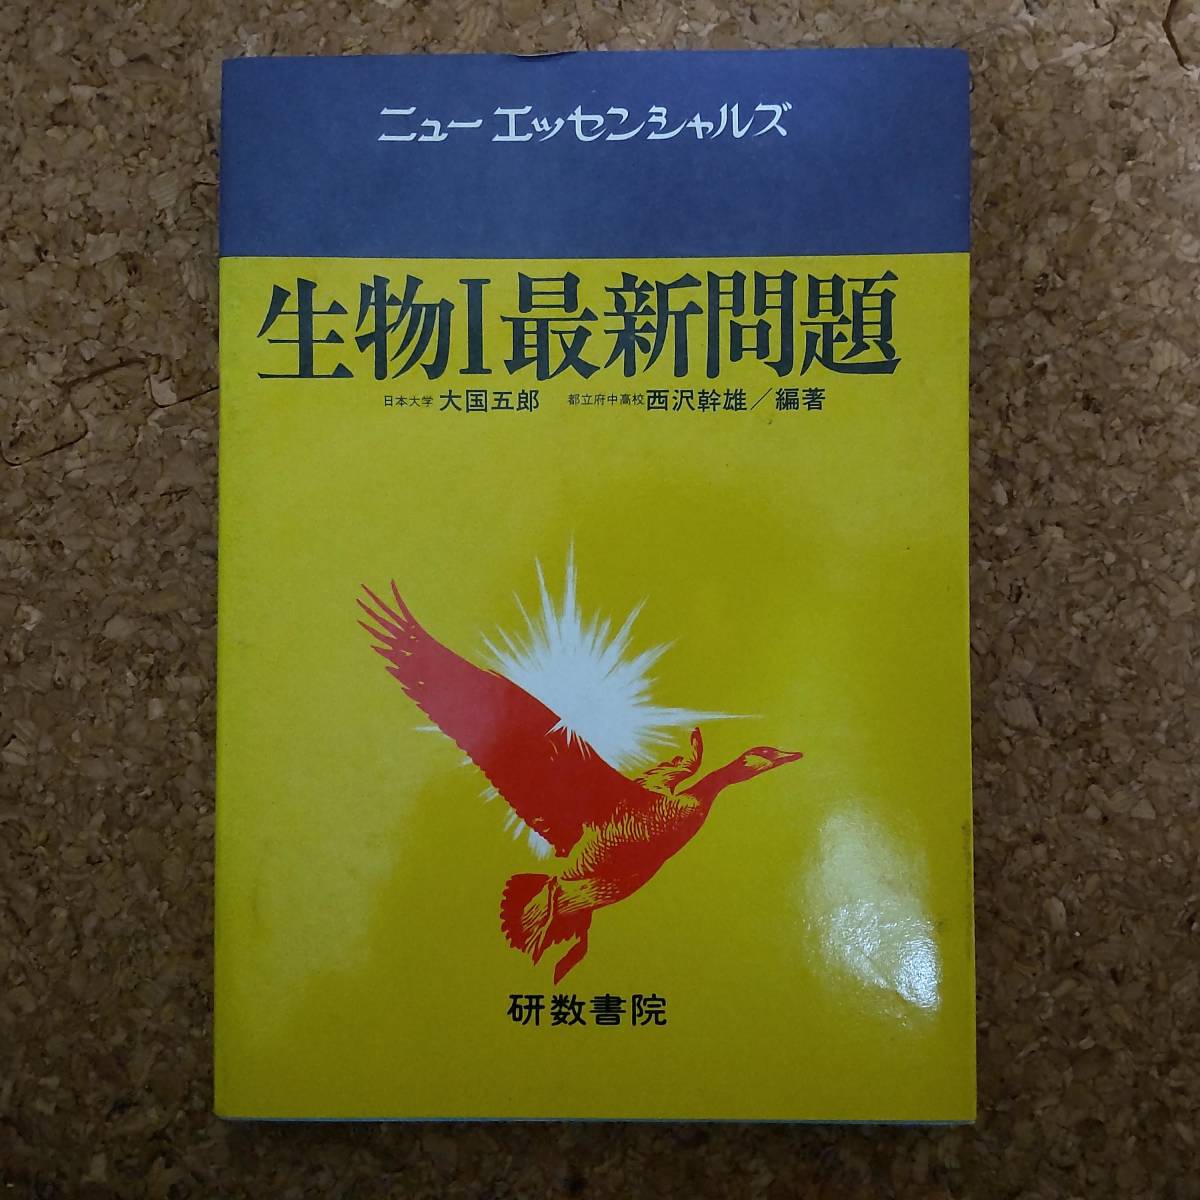 ニュー エッセンシャルズ
生物I最新問題
日本大学 大国五郎 都立府中高校 西沢幹雄／編著
研数書院